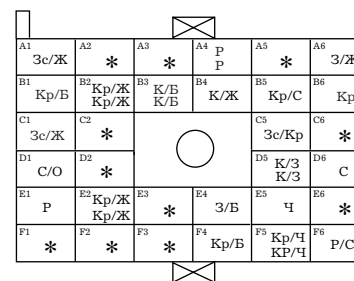 A1 Зс/Ж A2 * A3 * A4 Р A5 * A6 З/Ж
Р
B1 Кр/Б B2 Кр/Ж B3 К/Б B4 К/Ж B5 Кр/С B6 Кр
Кр/Ж К/Б
C1 Зс/Ж C2 * C5 Зс/Кр C6 *
D1 С/О D2 * D5 К/З D6 С
К/З
E1 Р E2 Кр/Ж E3 * E4 З/Б E5 Ч E6 *
Кр/Ж
F1 * F2 * F3 * F4 Кр/Б F5 Кр/Ч F6 Р/С
КР/Ч